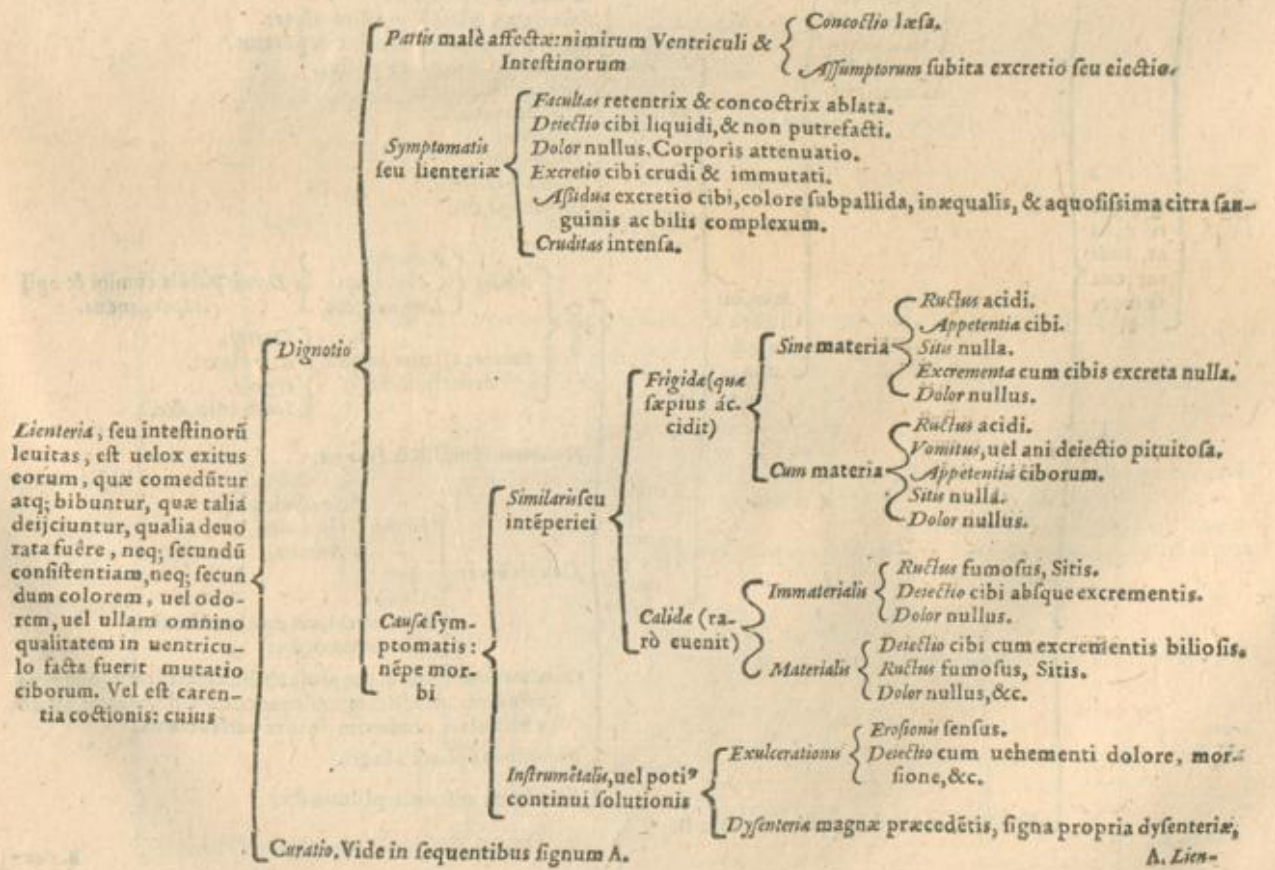 Lienteria, seu intestinorū
leuitas, est uelox exitus
eorum, quæ comedūtur
atq; bibuntur, quæ talia
deijciuntur, qualia deuo
rata fuêre, neq; secundū
consistentiam, neq; secun
dum colorem, uel odo-
rem, uel ullam omnino
qualitatem in uentricu-
lo facta fuerit mutatio
ciborum. Vel est caren-
tia coctionis: cuius
Dignotio
Partis malè affectæ: nimirum Ventriculi &
Intestinorum
Concoctio læsa.
Assumptorum subita excretio seu eiectio.
Symptomatis
seu lienteriæ
Facultas retentrix & concoctrix ablata.
Deiectio cibi liquidi, & non putrefacti.
Dolor nullus. Corporis attenuatio.
Excretio cibi crudi & immutati.
Assidua excretio cibi, colore subpallida, inæqualis, & aquosissima citra san-
guinis ac bilis complexum.
Cruditas intensa.
Causæ sym-
ptomatis:
nēpe mor-
bi
Similaris seu
intēperiei
Frigidæ (quæ
sæpius ac-
cidit)
Sine materia
Ructus acidi.
Appetentia cibi.
Sitis nulla.
Excrementa cum cibis excreta nulla.
Dolor nullus.
Cum materia
Ructus acidi.
Vomitus, uel ani deiectio pituitosa.
Appetentia ciborum.
Sitis nulla.
Dolor nullus.
Calidæ (ra-
rò euenit)
Immaterialis
Ructus fumosus, Sitis.
Deiectio cibi absque excrementis.
Dolor nullus.
Materialis
Deiectio cibi cum excrementis biliosis.
Ructus fumosus, Sitis.
Dolor nullus, &c.
Instrumētalis, uel poti⁹
continui solutionis
Exulcerationis
Erosionis sensus.
Deiectio cum uehementi dolore, mor-
sione, &c.
Dysenteriæ magnæ præcedētis, signa propria dysenteriæ,
Curatio. Vide in sequentibus signum A.
A. Lien-